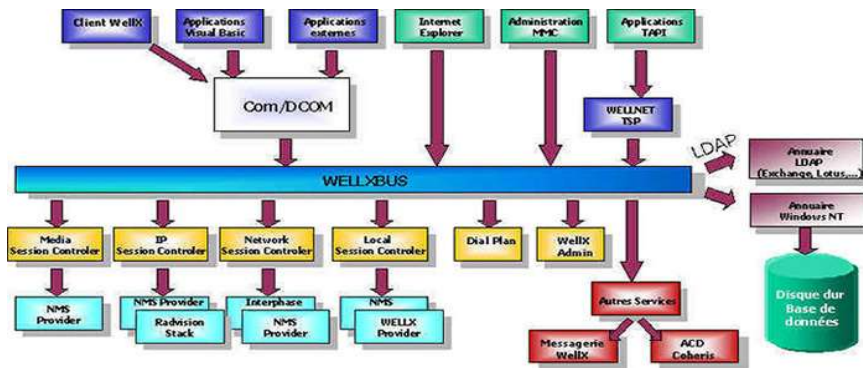 Client WellX
Applications
Visual Basic
Applications
externes
Internet
Explorer
Administration
MMC
Applications
TAPI
Com/DCOM
WELLNET
TSP
LDAP
Annuaire
LDAP
(Exchange, Lotus,...)
WELLXBUS
Annuaire
Windows NT
Media
Session Controler
IP
Session Controler
Network
Session Controler
Local
Session Controler
Dial Plan
WellX
Admin
NMS
Provider
NMS Provider
Radvision
Stack
Interphase
NMS
Provider
NMS
WELLX
Provider
Autres Services
Disque dur
Base de
données
Messagerie
WellX
ACD
Coheris